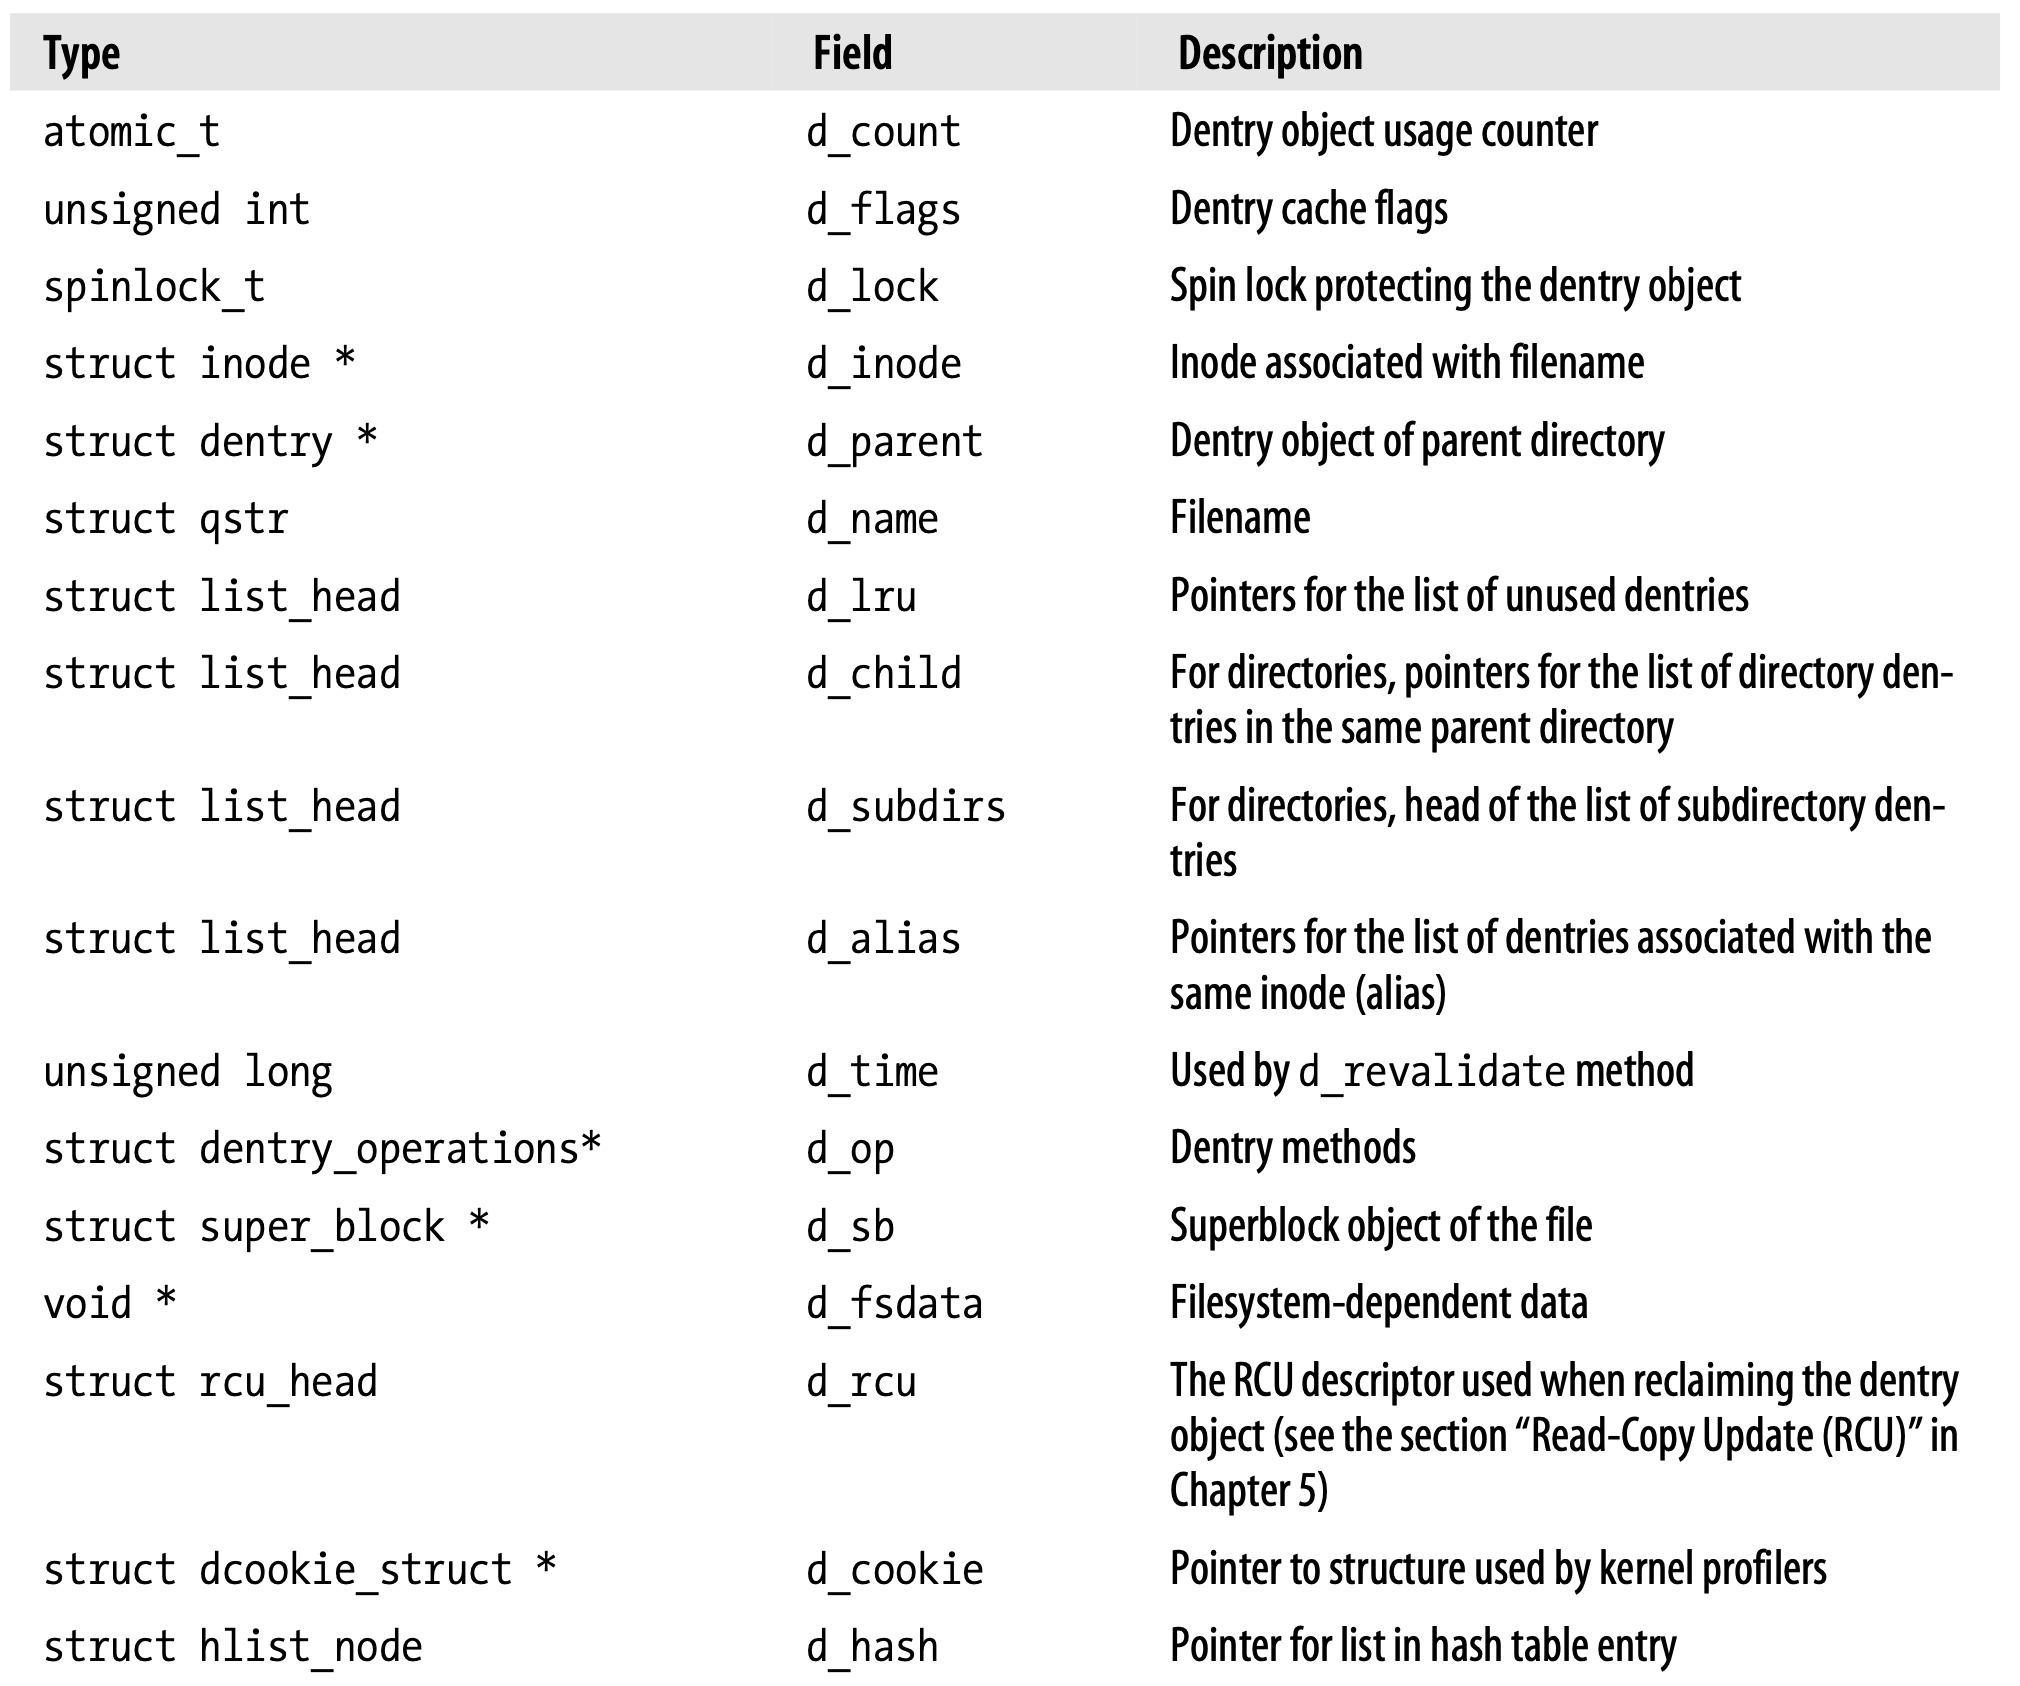 Type Field Description
atomic_t d_count Dentry object usage counter
unsigned int d_flags Dentry cache flags
spinlock_t d_lock Spin lock protecting the dentry object
struct inode * d_inode Inode associated with filename
struct dentry * d_parent Dentry object of parent directory
struct qstr d_name Filename
struct list_head d_lru Pointers for the list of unused dentries
struct list_head d_child For directories, pointers for the list of directory den-
tries in the same parent directory
struct list_head d_subdirs For directories, head of the list of subdirectory den-
tries
struct list_head d_alias Pointers for the list of dentries associated with the
same inode (alias)
unsigned long d_time Used by d_revalidate method
struct dentry_operations* d_op Dentry methods
struct super_block * d_sb Superblock object of the file
void * d_fsdata Filesystem-dependent data
struct rcu_head d_rcu The RCU descriptor used when reclaiming the dentry
object (see the section “Read-Copy Update (RCU)” in
Chapter 5)
struct dcookie_struct * d_cookie Pointer to structure used by kernel profilers
struct hlist_node d_hash Pointer for list in hash table entry